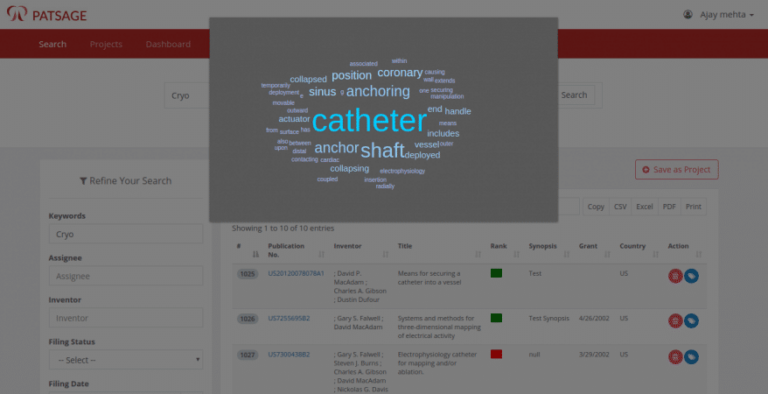 PATSAGE
Ajay mehta
Search Projects Dashboard
associated within
collapsed position coronary causing
wall extends
temporarily
deployment sinus anchoring one securing
manipulation
movable
outward
actuator catheter end handle
means
from surface has includes
also between vessel outer
upon distal anchor shaft deployed
contacting cardiac
collapsing electrophysiology
coupled insertion
radially
Cryo
Search
Refine Your Search
Save as Project
Copy CSV Excel PDF Print
Showing 1 to 10 of 10 entries
Keywords
Cryo
Assignee
Assignee
Inventor
Inventor
Filing Status
-- Select --
Filing Date
# Publication No. Inventor Title Rank Synopsis Grant Country Action
1025 US20120078078A1 ; David P. MacAdam ; Charles A. Gibson ; Dustin Dufour Means for securing a catheter into a vessel Test US
1026 US7255695B2 ; Gary S. Falwell ; David MacAdam Systems and methods for three-dimensional mapping of electrical activity Test Synopsis 4/26/2002 US
1027 US7300438B2 ; Gary S. Falwell ; Steven J. Burns ; Charles A. Gibson ; David MacAdam ; Nickolas G. Davis Electrophysiology catheter for mapping and/or ablation. null 3/29/2002 US